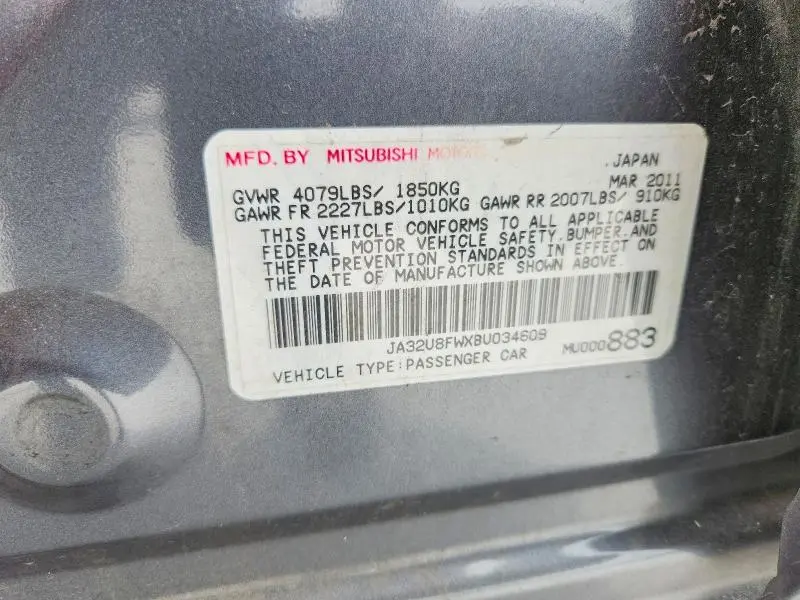 MFD. BY MITSUBISHI MOTORS .JAPAN
GVWR 4079LBS/ 1850KG MAR 2011
GAWR FR 2227LBS/1010KG GAWR RR 2007LBS/ 910KG
THIS VEHICLE CONFORMS TO ALL APPLICABLE
FEDERAL MOTOR VEHICLE SAFETY,BUMPER,AND
THEFT PREVENTION STANDARDS IN EFFECT ON
THE DATE OF MANUFACTURE SHOWN ABOVE.
JA32U8FWXBU034609
VEHICLE TYPE:PASSENGER CAR MU000883